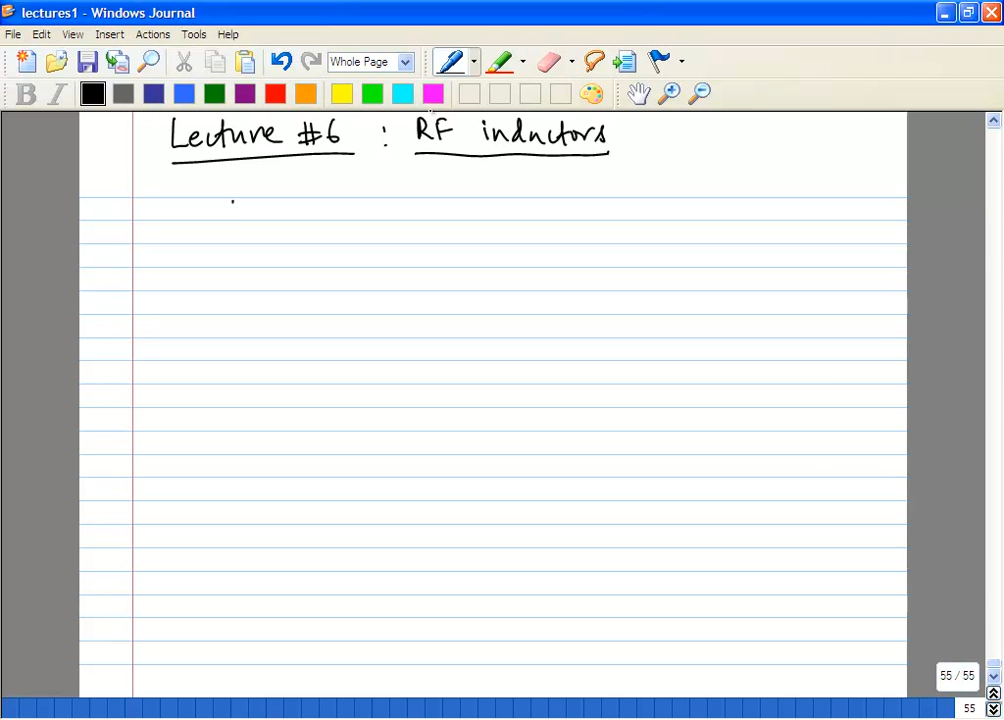 lectures1 - Windows Journal
File Edit View Insert Actions Tools Help
Whole Page
B I
Lecture #6 : RF inductors
55 / 55
55